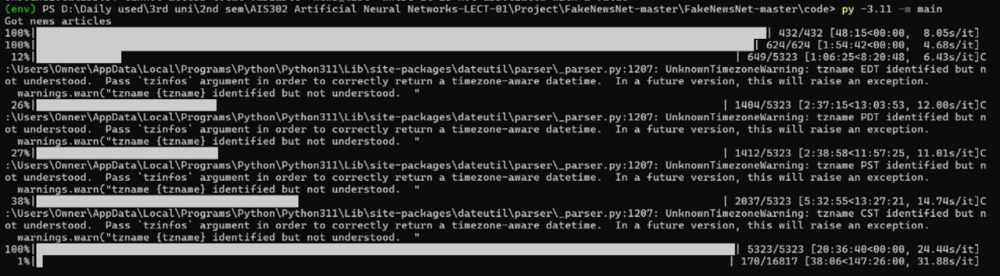 (env) PS D:\Daily used\3rd uni\2nd sem\AIS302 Artificial Neural Networks-LECT-01\Project\FakeNewsNet-master\FakeNewsNet-master\code> py -3.11 -m main
Got news articles
100%| | 432/432 [48:15<00:00, 8.05s/it]
100%| | 624/624 [1:54:42<00:00, 4.68s/it]
12%| | 649/5323 [1:06:25<8:20:48, 6.43s/it]C
:\Users\Owner\AppData\Local\Programs\Python\Python311\Lib\site-packages\dateutil\parser\_parser.py:1207: UnknownTimezoneWarning: tzname EDT identified but n
ot understood. Pass `tzinfos` argument in order to correctly return a timezone-aware datetime. In a future version, this will raise an exception.
warnings.warn("tzname {tzname} identified but not understood. "
26%| | 1404/5323 [2:37:15<13:03:53, 12.00s/it]C
:\Users\Owner\AppData\Local\Programs\Python\Python311\Lib\site-packages\dateutil\parser\_parser.py:1207: UnknownTimezoneWarning: tzname PDT identified but n
ot understood. Pass `tzinfos` argument in order to correctly return a timezone-aware datetime. In a future version, this will raise an exception.
warnings.warn("tzname {tzname} identified but not understood. "
27%| | 1412/5323 [2:38:58<11:57:25, 11.01s/it]C
:\Users\Owner\AppData\Local\Programs\Python\Python311\Lib\site-packages\dateutil\parser\_parser.py:1207: UnknownTimezoneWarning: tzname PST identified but n
ot understood. Pass `tzinfos` argument in order to correctly return a timezone-aware datetime. In a future version, this will raise an exception.
warnings.warn("tzname {tzname} identified but not understood. "
38%| | 2037/5323 [5:32:55<13:27:21, 14.74s/it]C
:\Users\Owner\AppData\Local\Programs\Python\Python311\Lib\site-packages\dateutil\parser\_parser.py:1207: UnknownTimezoneWarning: tzname CST identified but n
ot understood. Pass `tzinfos` argument in order to correctly return a timezone-aware datetime. In a future version, this will raise an exception.
warnings.warn("tzname {tzname} identified but not understood. "
100%| | 5323/5323 [20:36:40<00:00, 24.44s/it]
1%| | 170/16817 [38:06<147:26:00, 31.88s/it]